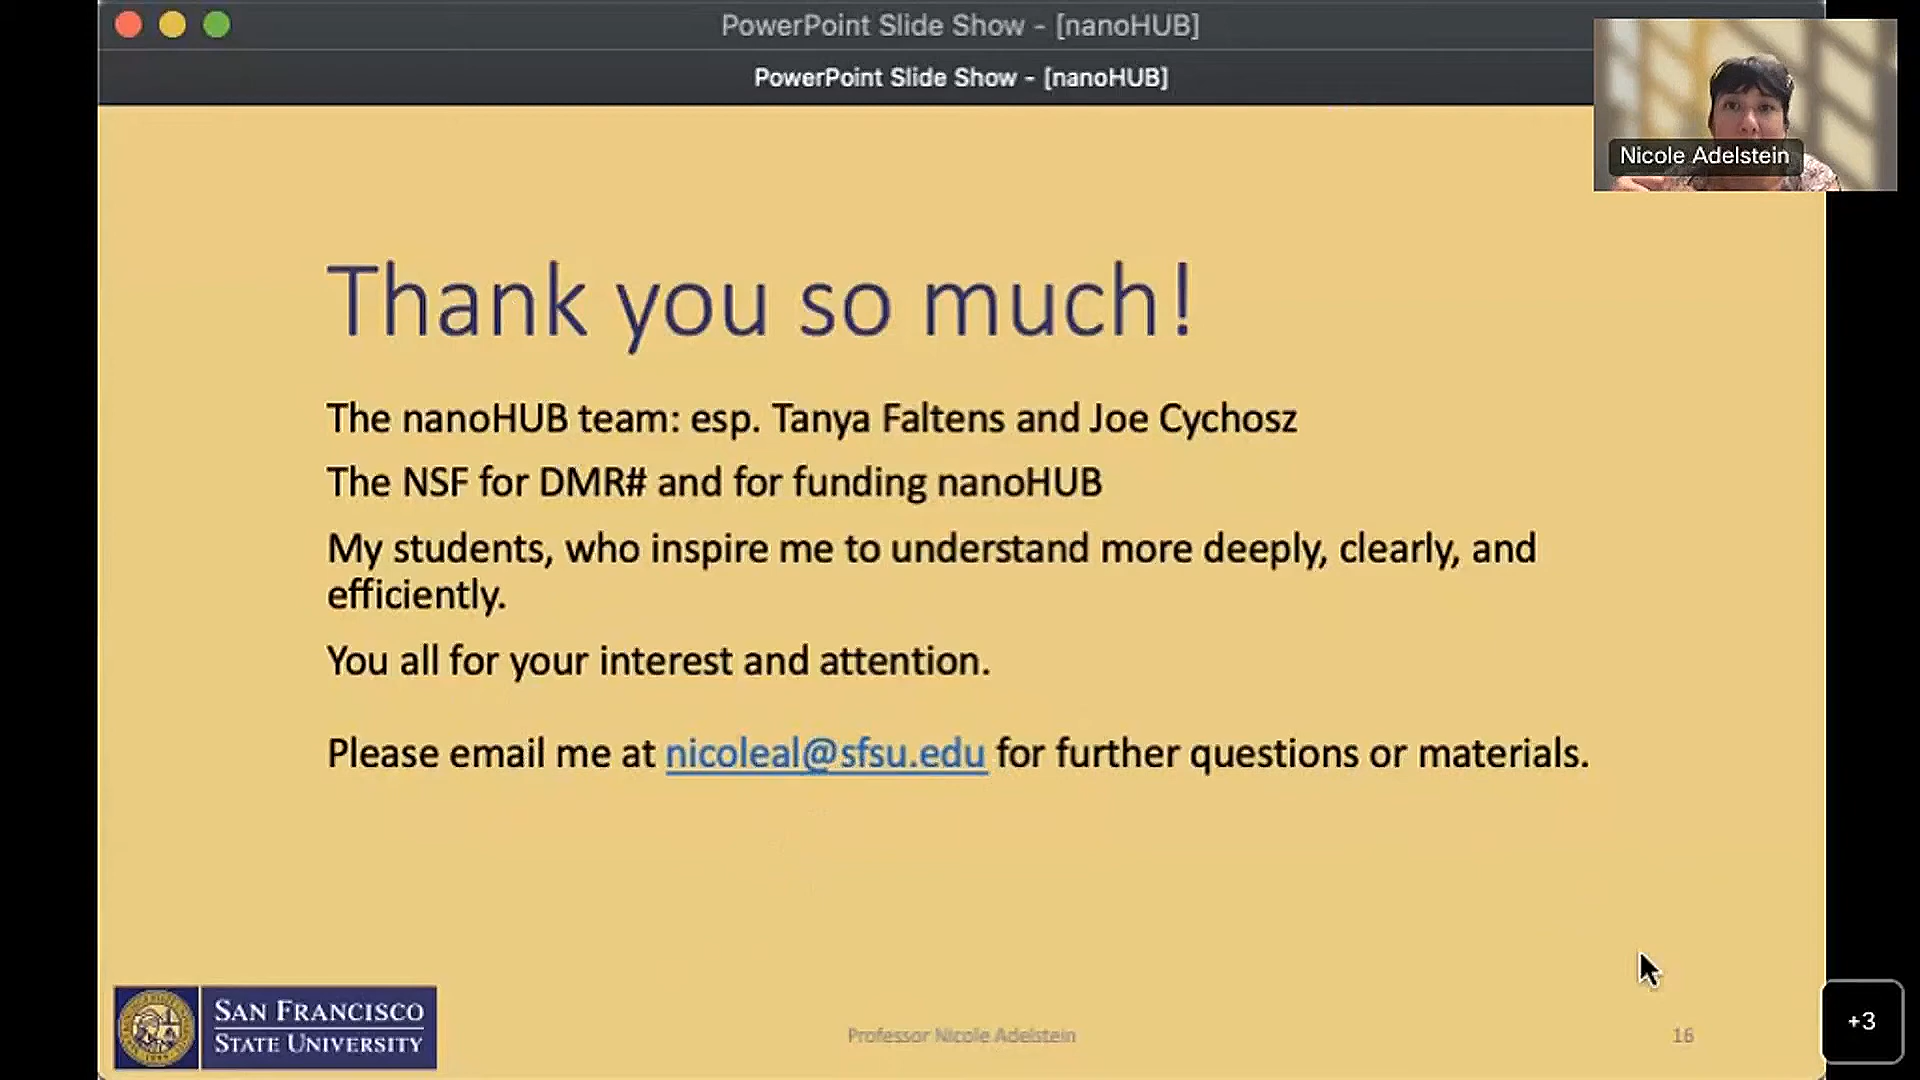 PowerPoint Slide Show - [nanoHUB]
PowerPoint Slide Show - [nanoHUB]
Nicole Adelstein
Thank you so much!
The nanoHUB team: esp. Tanya Faltens and Joe Cychosz
The NSF for DMR# and for funding nanoHUB
My students, who inspire me to understand more deeply, clearly, and
efficiently.
You all for your interest and attention.
Please email me at nicoleal@sfsu.edu for further questions or materials.
SAN FRANCISCO
STATE UNIVERSITY
Professor Nicole Adelstein
16
+3